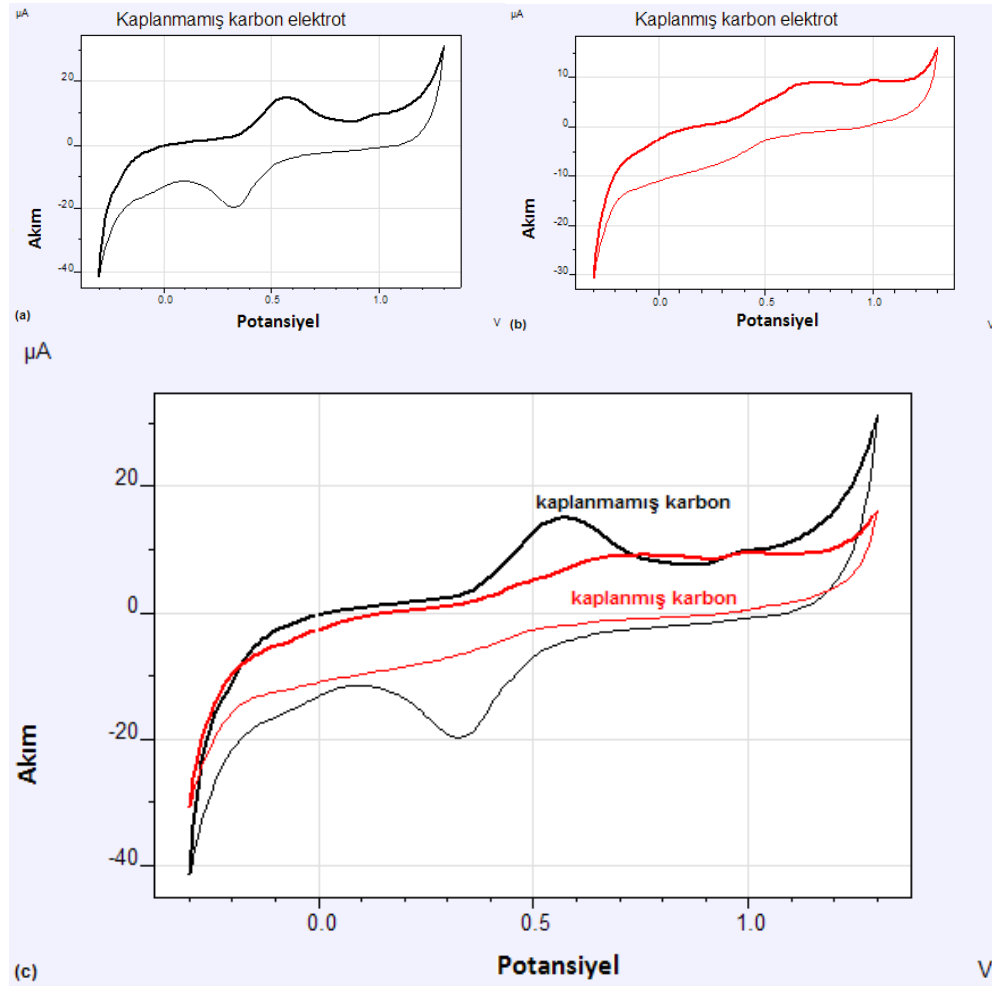 µA
Kaplanmamış karbon elektrot
20
0
-20
-40
Akım
0.0
0.5
1.0
(a)
Potansiyel
V
µA
Kaplanmış karbon elektrot
10
0
-10
-20
-30
Akım
0.0
0.5
1.0
(b)
Potansiyel
V
µA
20
0
-20
-40
kaplanmamış karbon
kaplanmış karbon
Akım
0.0
0.5
1.0
(c)
Potansiyel
V